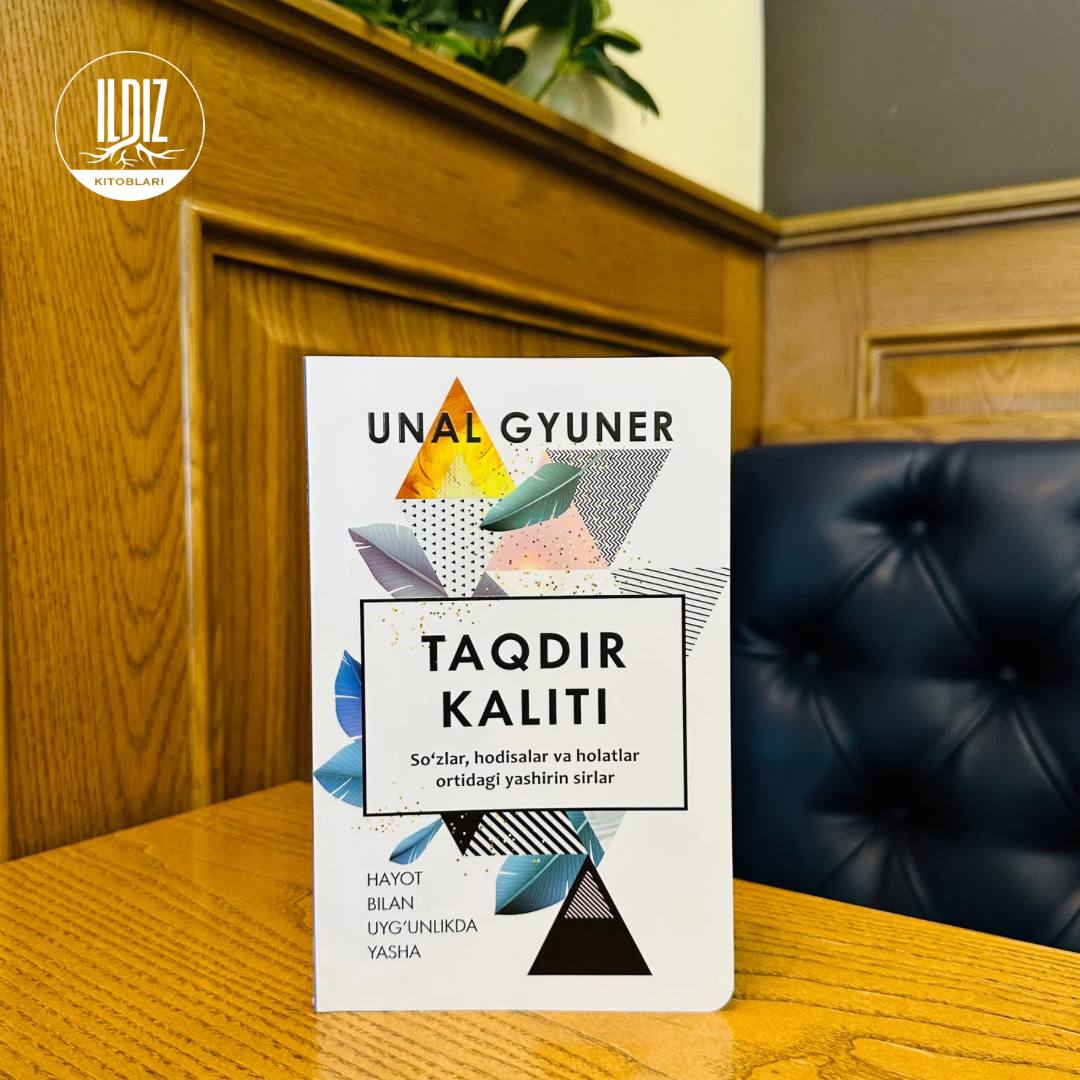 ILDIZ
KITOBLARI
UNAL GYUNER
TAQDIR
KALITI
So‘zlar, hodisalar va holatlar
ortidagi yashirin sirlar
HAYOT
BILAN
UYG‘UNLIKDA
YASHA